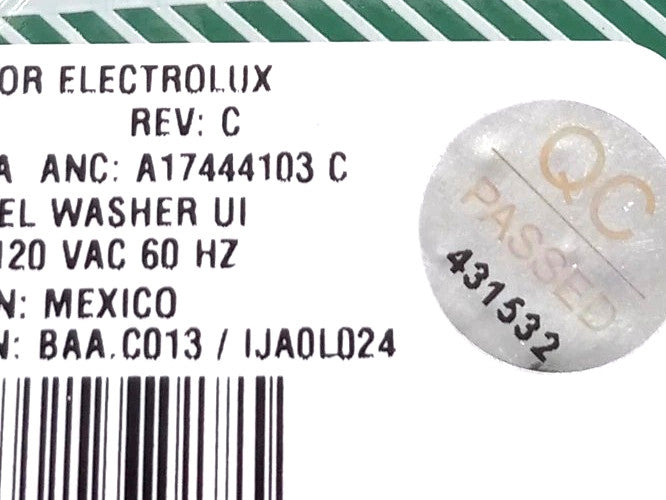 OR ELECTROLUX
REV: C
A ANC: A17444103 C
EL WASHER UI
120 VAC 60 HZ
N: MEXICO
N: BAA.C013 / IJA0L024
QC
PASSED
431532